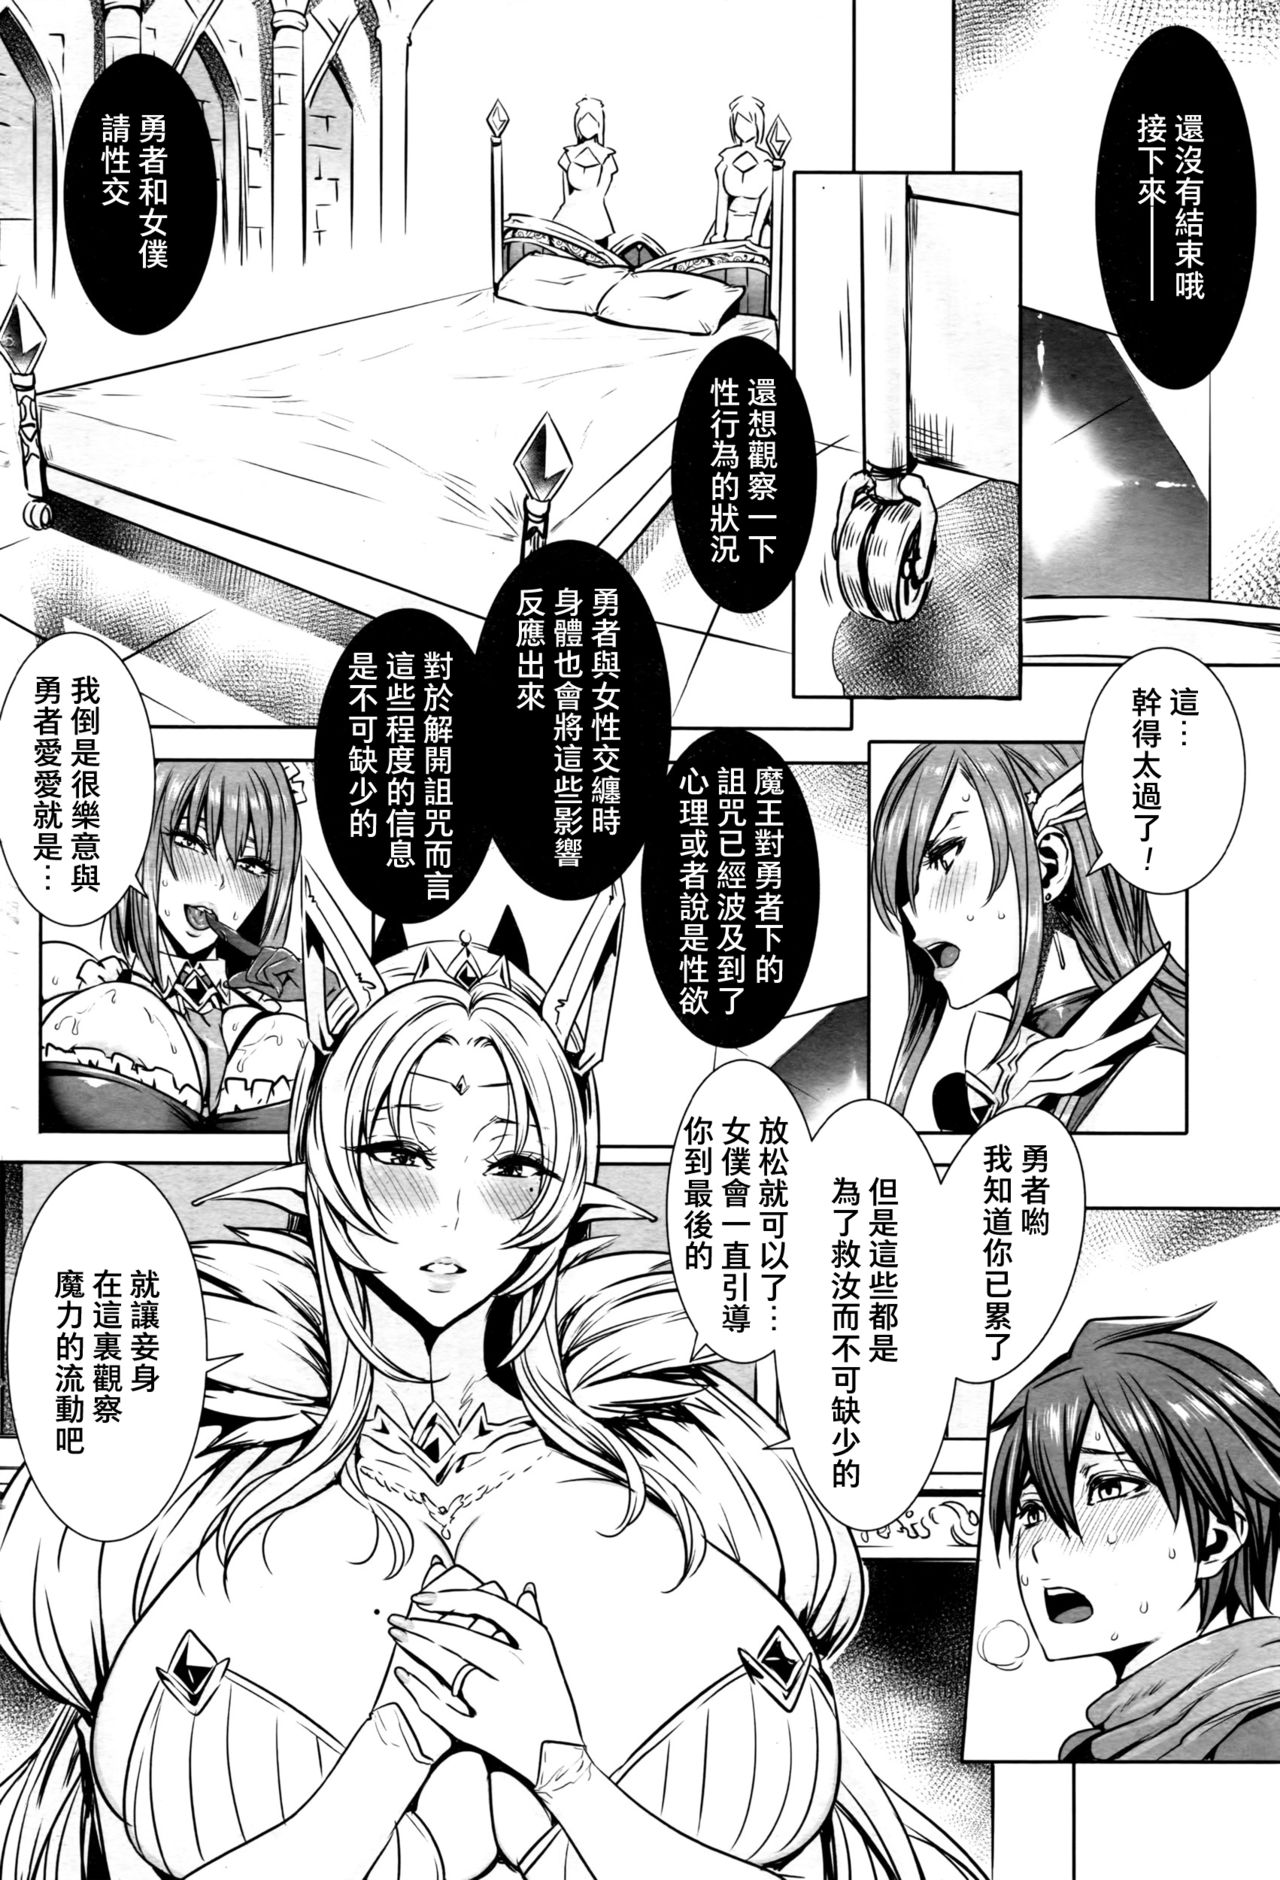 還沒有結束哦
接下來——
勇者和女僕
請性交
還想觀察一下
性行為的狀況
勇者與女性交纏時
身體也會將這些影響
反應出來
對於解開詛咒而言
這些程度的信息
是不可缺少的
這…
幹得太過了!
魔王對勇者下的
詛咒已經波及到了
心理或者說是性欲
我倒是很樂意與
勇者愛愛就是…
勇者喲
我知道你已累了
但是這些都是
為了救汝而不可缺少的
放松就可以了…
女僕會一直引導
你到最後的
就讓妾身
在這裏觀察
魔力的流動吧